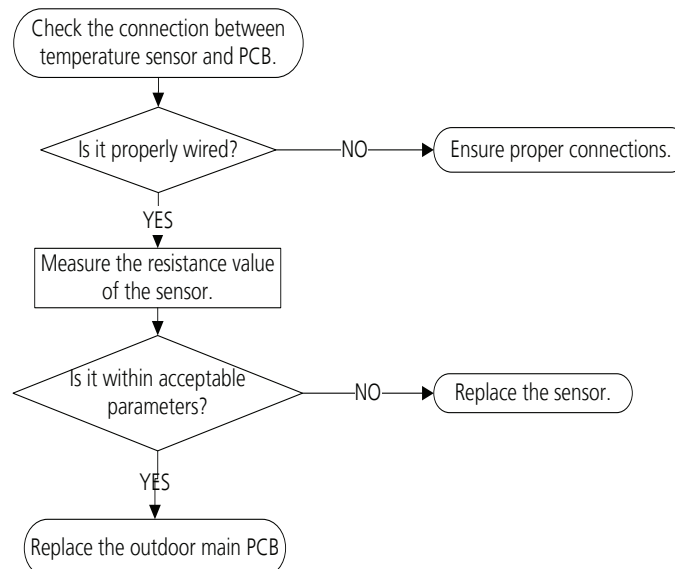 Check the connection between
temperature sensor and PCB.
Is it properly wired?
NO
Ensure proper connections.
YES
Measure the resistance value
of the sensor.
Is it within acceptable
parameters?
NO
Replace the sensor.
YES
Replace the outdoor main PCB